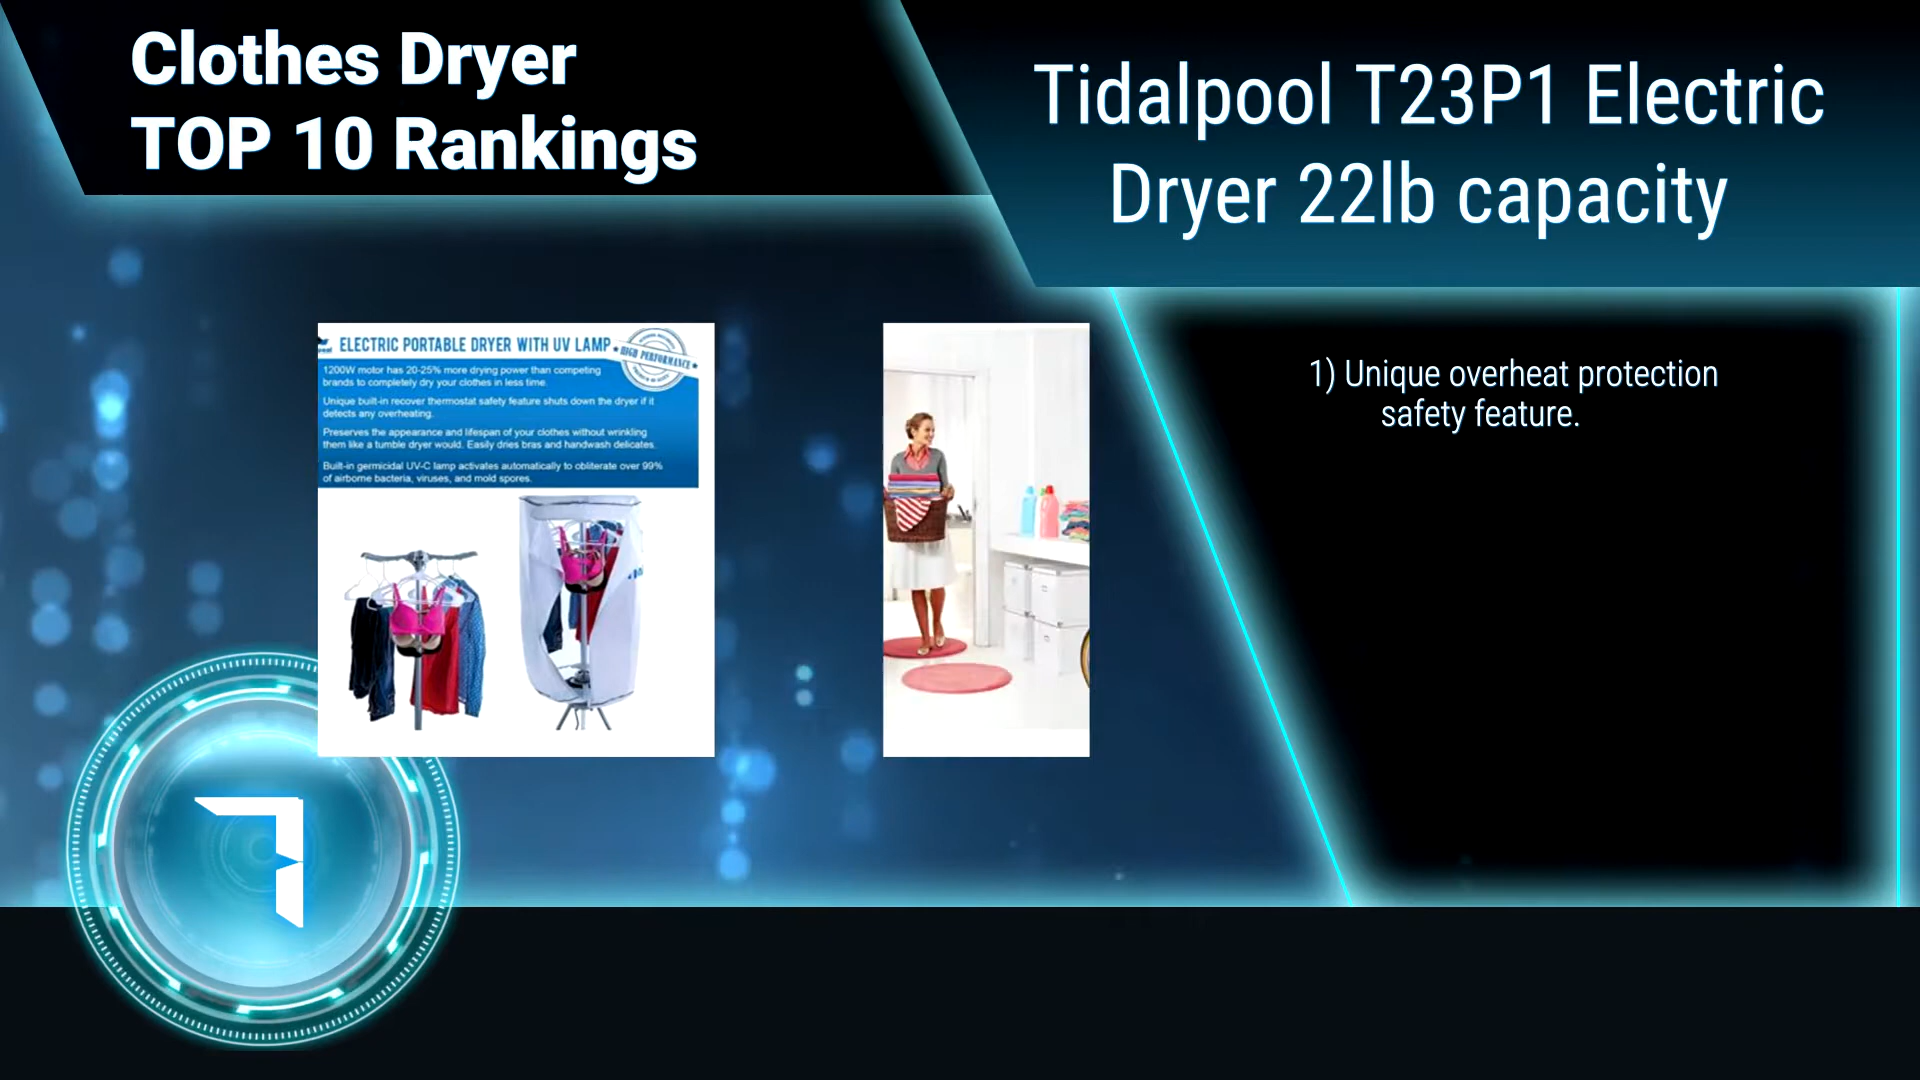 Clothes Dryer
TOP 10 Rankings
Tidalpool T23P1 Electric
Dryer 22lb capacity
ELECTRIC PORTABLE DRYER WITH UV LAMP
HIGH PERFORMANCE
1200W motor has 20-25% more drying power than competing
brands to completely dry your clothes in less time.
Unique built-in recover thermostat safety feature shuts down the dryer if it
detects any overheating.
Preserves the appearance and lifespan of your clothes without wrinkling
them like a tumble dryer would. Easily dries bras and handwash delicates.
Built-in germicidal UV-C lamp activates automatically to obliterate over 99%
of airborne bacteria, viruses, and mold spores.
1) Unique overheat protection
safety feature.
7